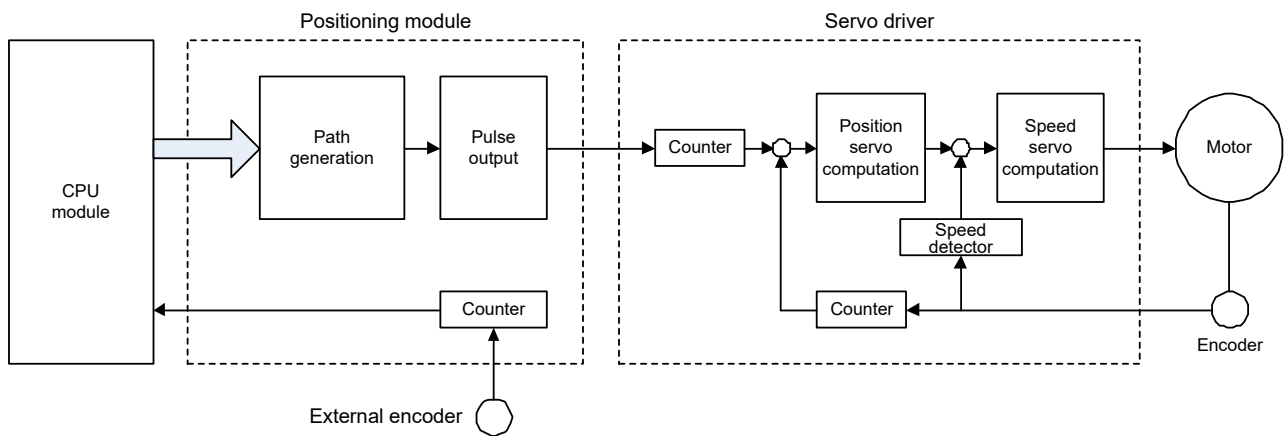 Positioning module
Servo driver
CPU
module
Path
generation
Pulse
output
Counter
Position
servo
computation
Speed
servo
computation
Motor
Speed
detector
Counter
Counter
Encoder
External encoder